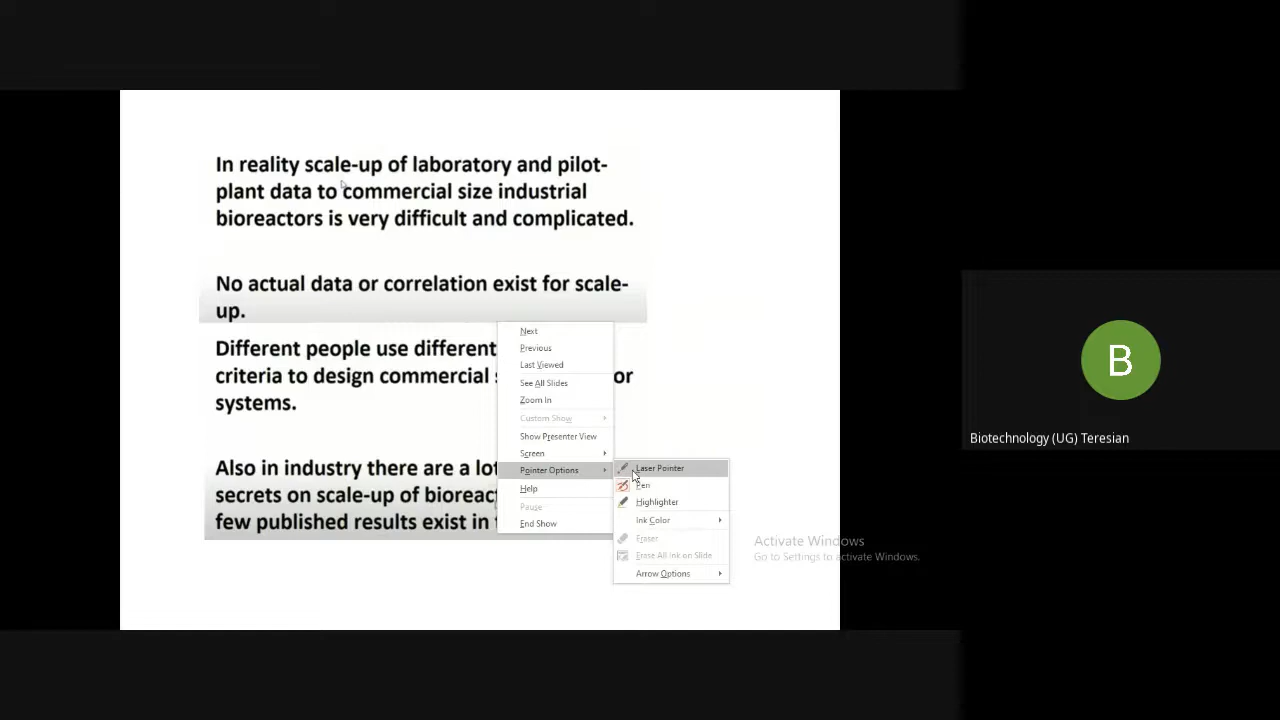 In reality scale-up of laboratory and pilot-
plant data to commercial size industrial
bioreactors is very difficult and complicated.
No actual data or correlation exist for scale-
up.
Different people use different
criteria to design commercial or
systems.
Also in industry there are a lot
secrets on scale-up of
few published results exist in
Next
Previous
Last Viewed
See All Slides
Zoom In
Custom Show
Show Presenter View
Screen
Pointer Options
Help
Pause
End Show
Laser Pointer
Pen
Highlighter
Ink Color
Eraser
Erase All Ink on Slide
Arrow Options
Activate Windows
Go to Settings to activate Windows.
B
Biotechnology (UG) Teresian